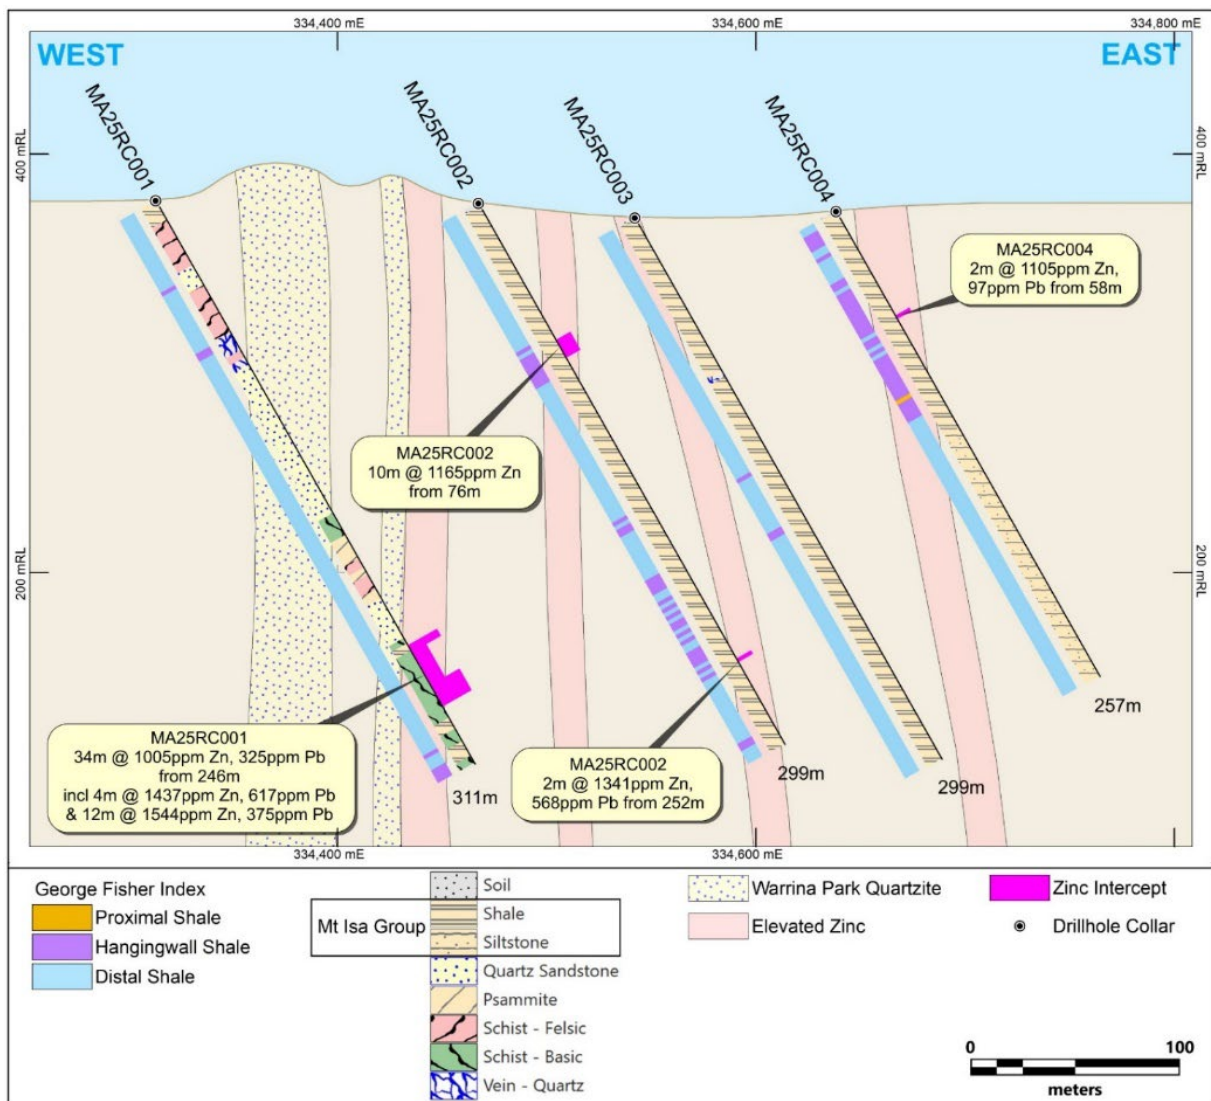 334,400 mE
334,600 mE
334,800 mE
WEST
EAST
MA25RC001
MA25RC002
MA25RC003
MA25RC004
400 mRL
400 mRL
MA25RC004
2m @ 1105ppm Zn,
97ppm Pb from 58m
MA25RC002
10m @ 1165ppm Zn
from 76m
200 mRL
200 mRL
MA25RC001
34m @ 1005ppm Zn, 325ppm Pb
from 246m
incl 4m @ 1437ppm Zn, 617ppm Pb
& 12m @ 1544ppm Zn, 375ppm Pb
311m
MA25RC002
2m @ 1341ppm Zn,
568ppm Pb from 252m
299m
299m
257m
334,400 mE
334,600 mE
George Fisher Index
Proximal Shale
Hangingwall Shale
Distal Shale
Mt Isa Group
Soil
Shale
Siltstone
Quartz Sandstone
Psammite
Schist - Felsic
Schist - Basic
Vein - Quartz
Warrina Park Quartzite
Elevated Zinc
Zinc Intercept
Drillhole Collar
0 100
meters